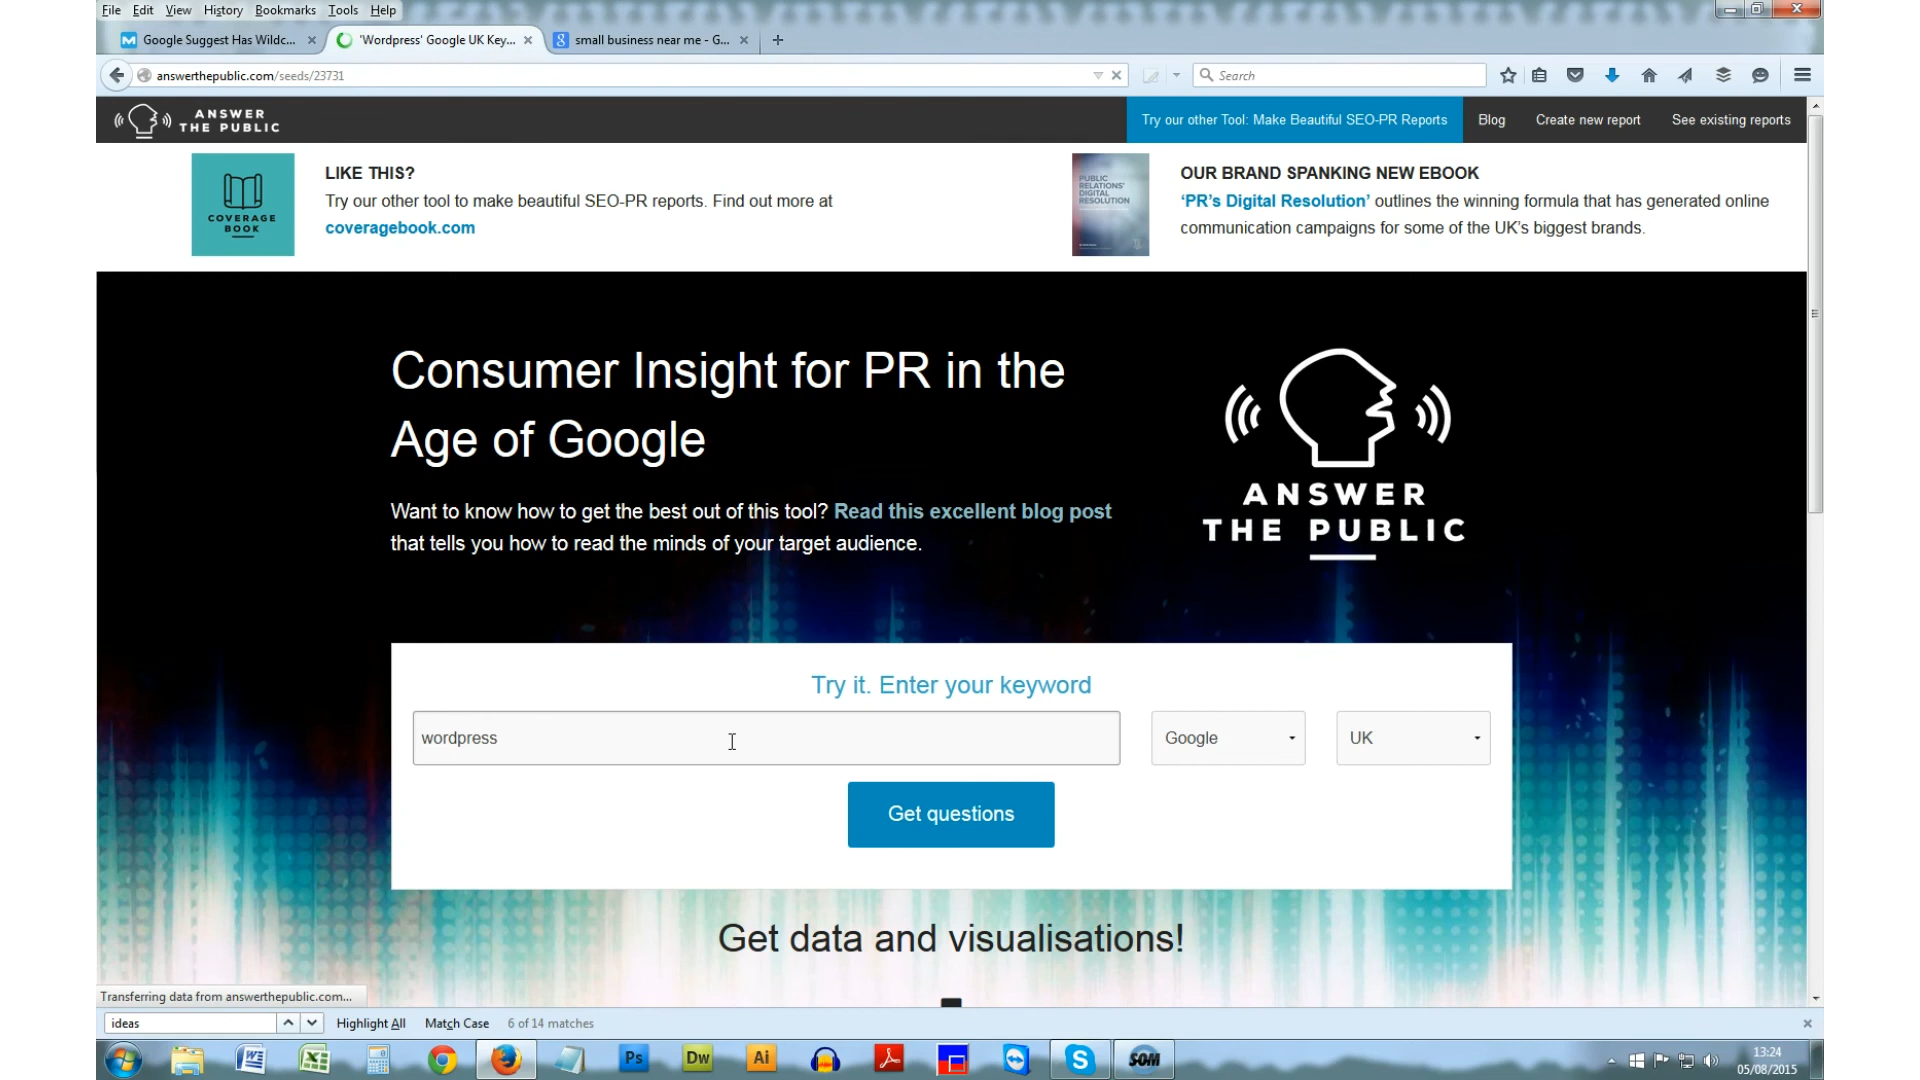 File Edit View History Bookmarks Tools Help
Google Suggest Has Wildc... 'Wordpress' Google UK Key... small business near me - G...
answerthepublic.com/seeds/23731
Search
ANSWER
THE PUBLIC
Try our other Tool: Make Beautiful SEO-PR Reports Blog Create new report See existing reports
COVERAGE
BOOK
LIKE THIS?
Try our other tool to make beautiful SEO-PR reports. Find out more at
coveragebook.com
PUBLIC
RELATIONS'
DIGITAL
RESOLUTION
OUR BRAND SPANKING NEW EBOOK
‘PR’s Digital Resolution’ outlines the winning formula that has generated online
communication campaigns for some of the UK’s biggest brands.
Consumer Insight for PR in the
Age of Google
Want to know how to get the best out of this tool? Read this excellent blog post
that tells you how to read the minds of your target audience.
ANSWER
THE PUBLIC
Try it. Enter your keyword
wordpress Google UK
Get questions
Get data and visualisations!
Transferring data from answerthepublic.com...
ideas Highlight All Match Case 6 of 14 matches
Ps Dw Ai SOM
13:24
05/08/2015